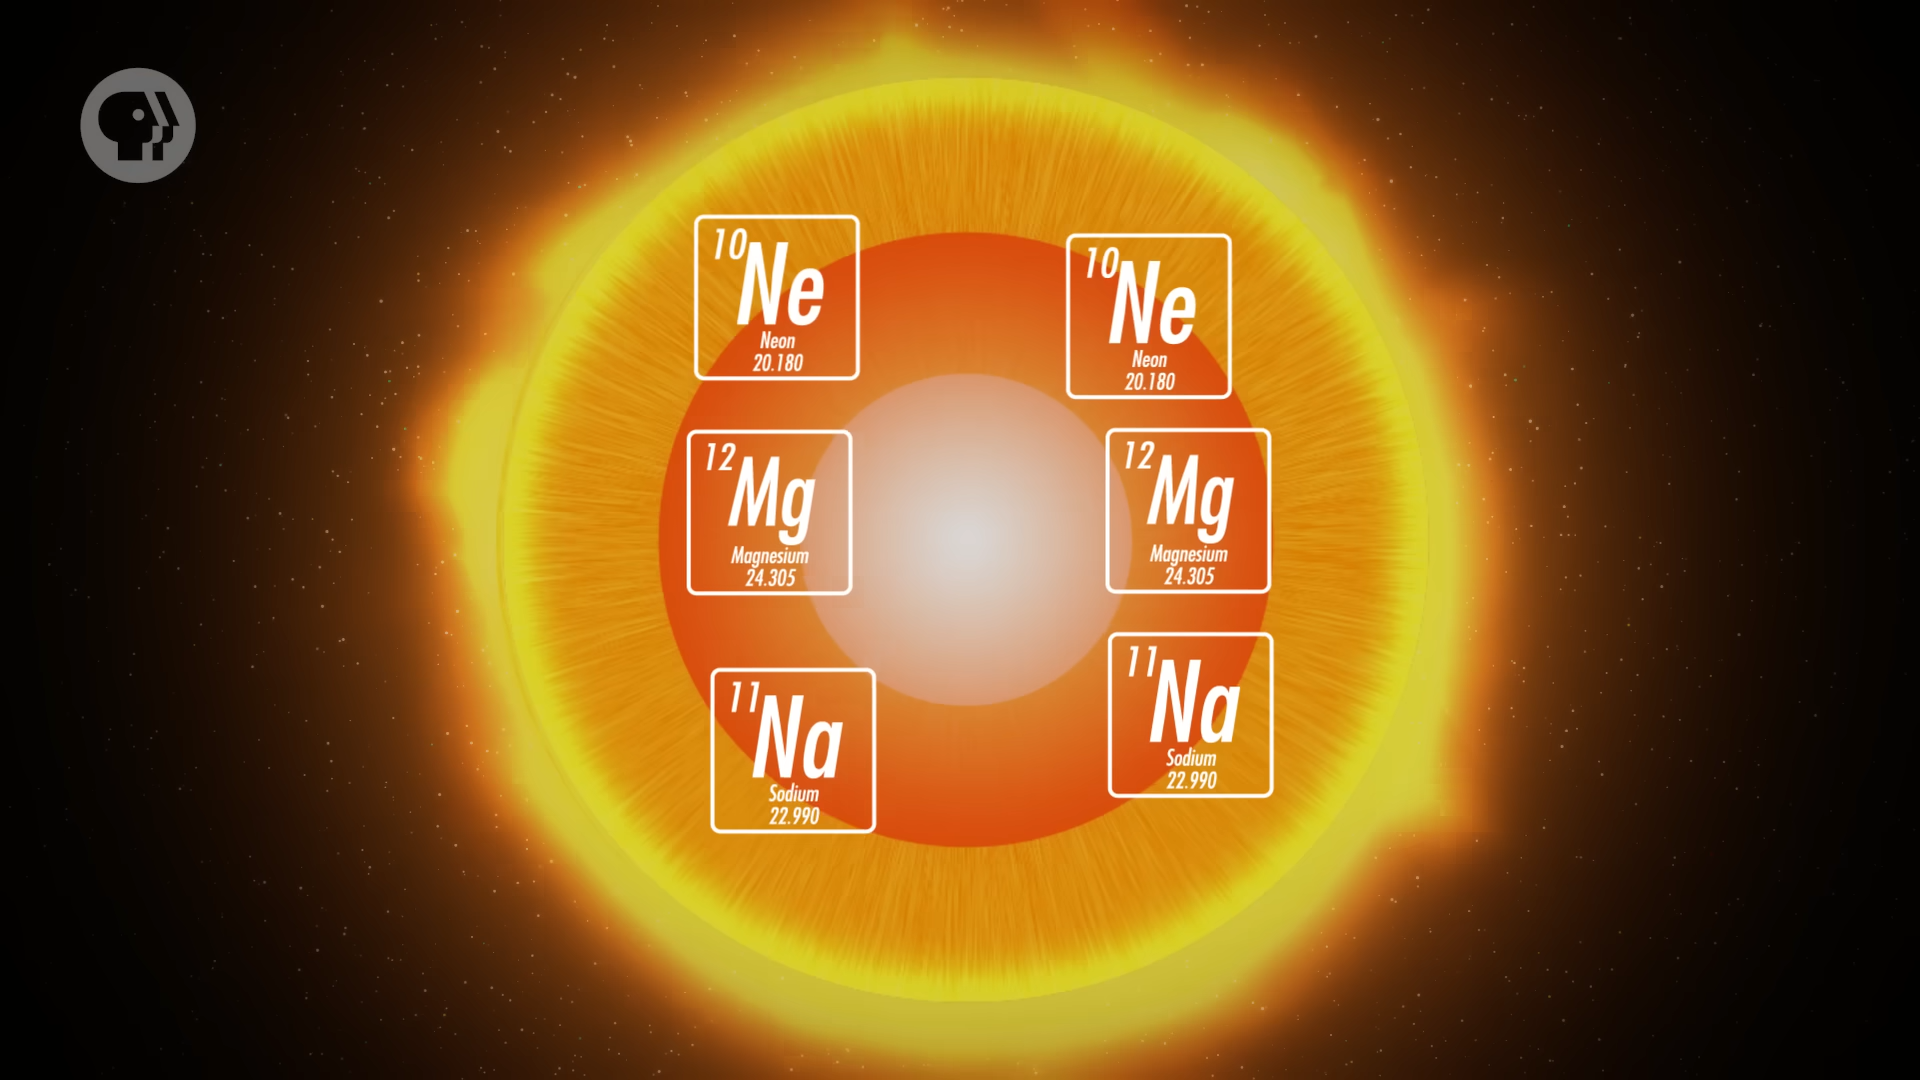 10
Ne
Neon
20.180
10
Ne
Neon
20.180
12
Mg
Magnesium
24.305
12
Mg
Magnesium
24.305
11
Na
Sodium
22.990
11
Na
Sodium
22.990